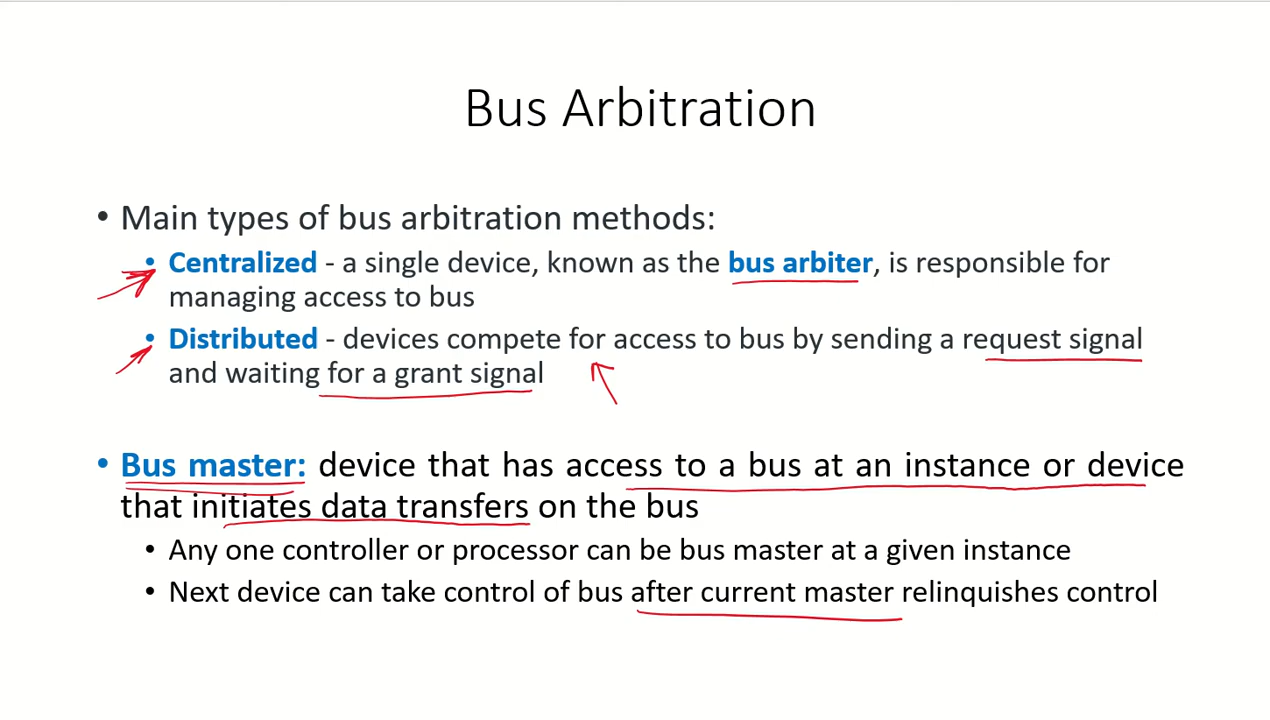 Bus Arbitration
• Main types of bus arbitration methods:
• Centralized - a single device, known as the bus arbiter, is responsible for
managing access to bus
• Distributed - devices compete for access to bus by sending a request signal
and waiting for a grant signal
• Bus master: device that has access to a bus at an instance or device
that initiates data transfers on the bus
• Any one controller or processor can be bus master at a given instance
• Next device can take control of bus after current master relinquishes control